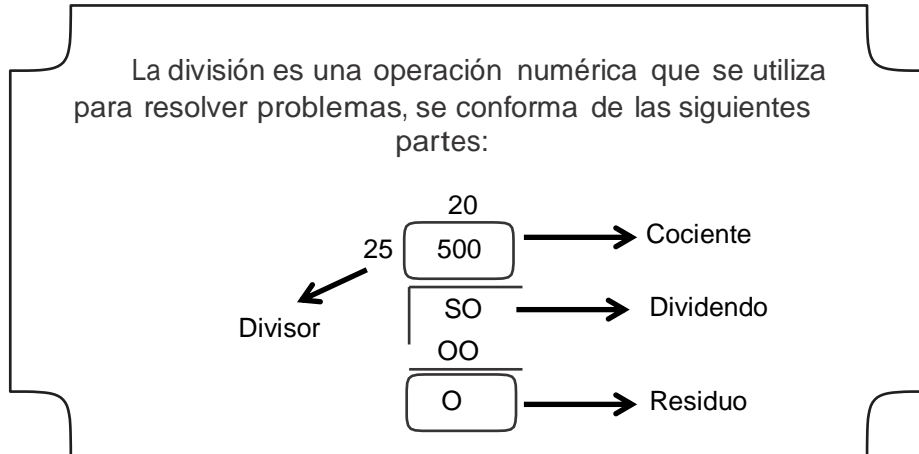 La división es una operación numérica que se utiliza
para resolver problemas, se conforma de las siguientes
partes:
20
25 500 Cociente
SO Dividendo
Divisor
OO
O Residuo